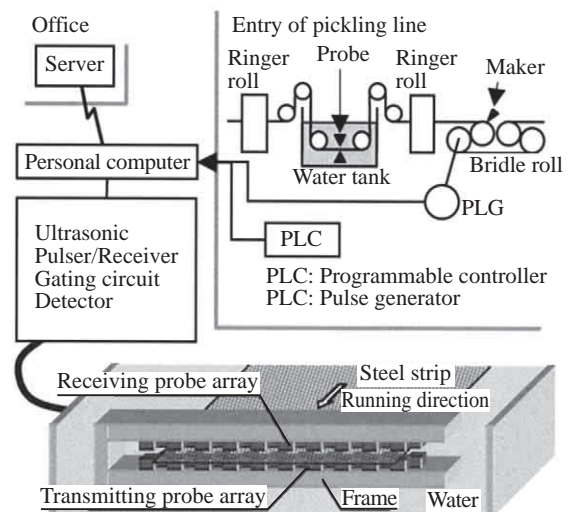 Office
Server
Personal computer
Ultrasonic
Pulser/Receiver
Gating circuit
Detector
Entry of pickling line
Ringer
roll
Probe
Ringer
roll
Maker
Water tank
Bridle roll
PLG
PLC
PLC: Programmable controller
PLC: Pulse generator
Receiving probe array
Steel strip
Running direction
Transmitting probe array
Frame
Water